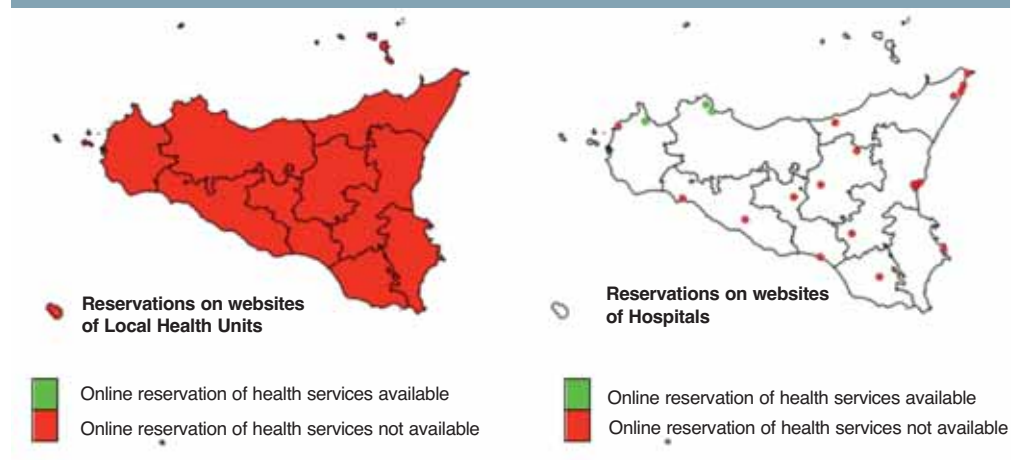 Reservations on websites
of Local Health Units
Online reservation of health services available
Online reservation of health services not available
Reservations on websites
of Hospitals
Online reservation of health services available
Online reservation of health services not available